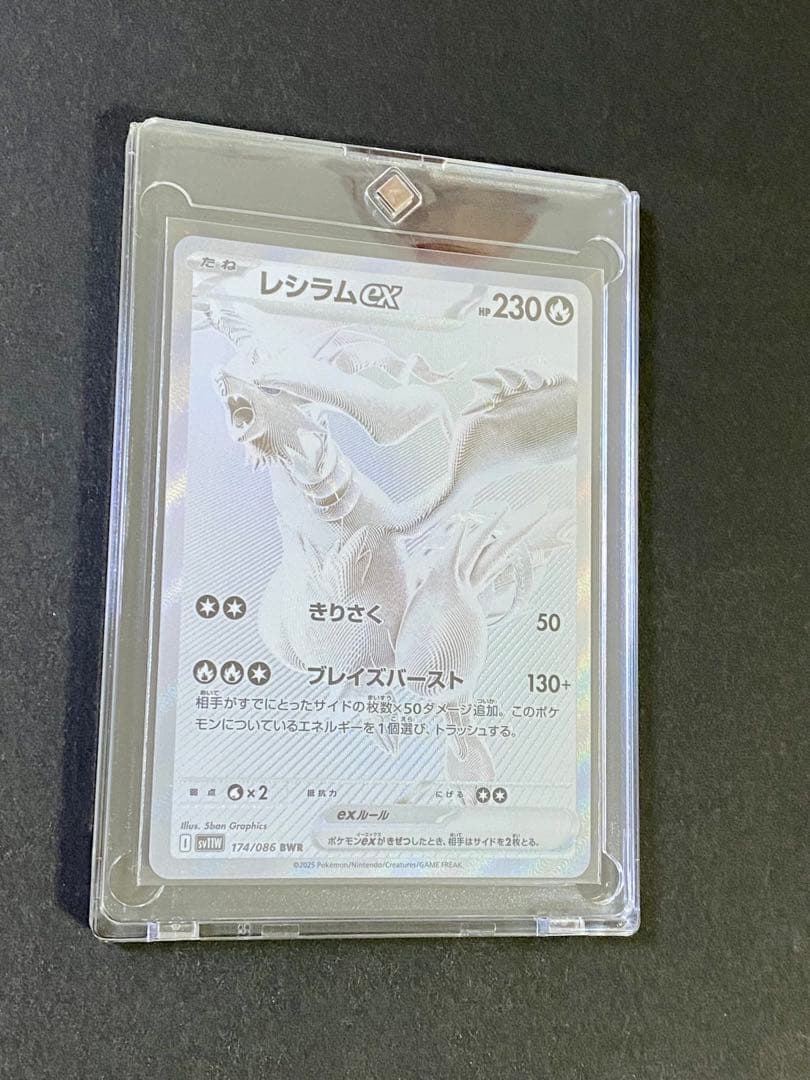 たね レシラムex HP 230
きりさく 50
ブレイズバースト 130+
相手がすでにとったサイドの枚数×50ダメージ追加。このポケ
モンについているエネルギーを1個選び、トラッシュする。
弱点 ×2 抵抗力 にげる
exルール
Illus. 5ban Graphics
ポケモンexがきぜつしたとき、相手はサイドを2枚とる。
I sv11W 174/086 BWR
©2025 Pokémon/Nintendo/Creatures/GAME FREAK